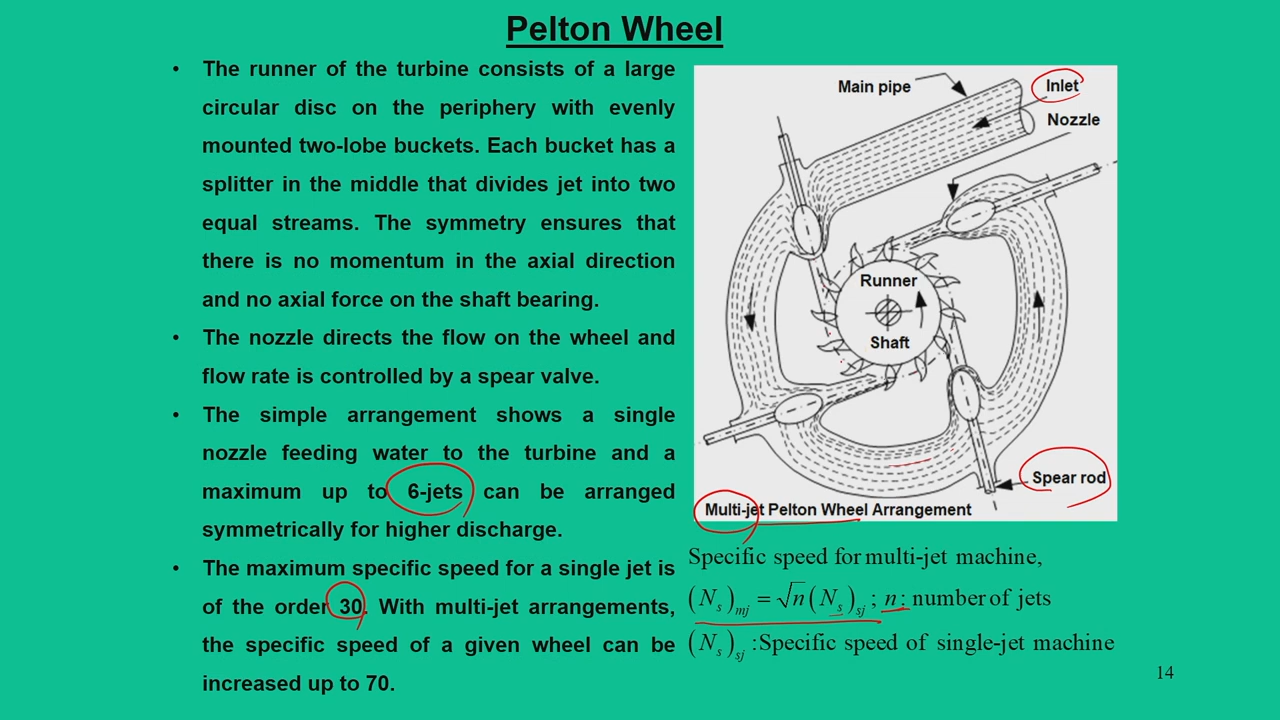 Pelton Wheel
• The runner of the turbine consists of a large
circular disc on the periphery with evenly
mounted two-lobe buckets. Each bucket has a
splitter in the middle that divides jet into two
equal streams. The symmetry ensures that
there is no momentum in the axial direction
and no axial force on the shaft bearing.
• The nozzle directs the flow on the wheel and
flow rate is controlled by a spear valve.
• The simple arrangement shows a single
nozzle feeding water to the turbine and a
maximum up to 6-jets can be arranged
symmetrically for higher discharge.
• The maximum specific speed for a single jet is
of the order 30. With multi-jet arrangements,
the specific speed of a given wheel can be
increased up to 70.
Main pipe
Inlet
Nozzle
Runner
Shaft
Spear rod
Multi-jet Pelton Wheel Arrangement
Specific speed for multi-jet machine,
(N_s)_mj = √n (N_s)_sj ; n: number of jets
(N_s)_sj :Specific speed of single-jet machine
14